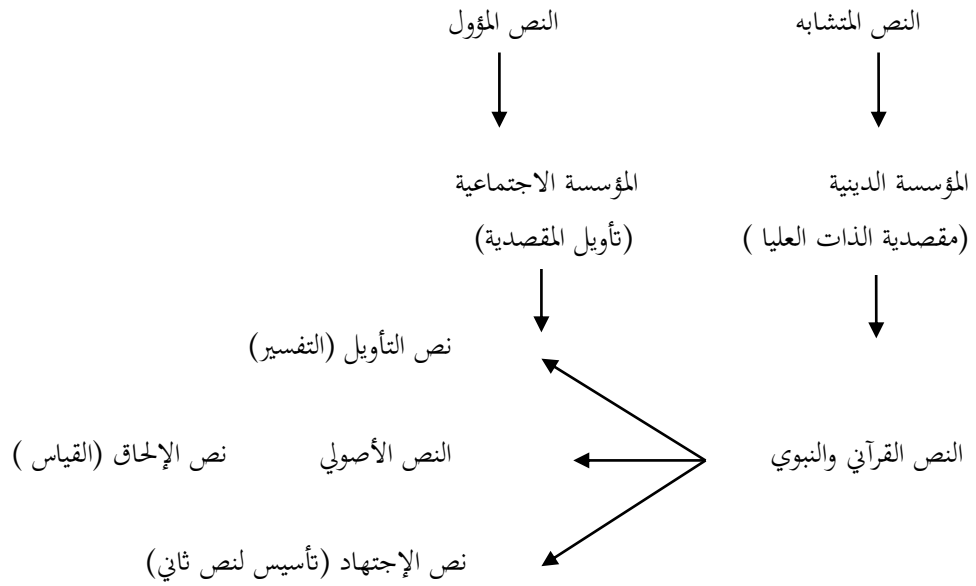 النص المتشابه النص المؤول
المؤسسة الدينية المؤسسة الاجتماعية
(مقصدية الذات العليا ) (تأويل المقصدية)
نص التأويل (التفسير)
النص القرآني والنبوي النص الأصولي نص الإلحاق (القياس )
نص الإجتهاد (تأسيس لنص ثاني)